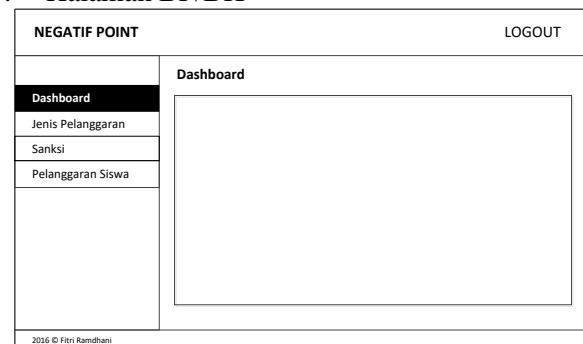 NEGATIF POINT LOGOUT
Dashboard
Dashboard
Jenis Pelanggaran
Sanksi
Pelanggaran Siswa
2016 © Fitri Ramdhani